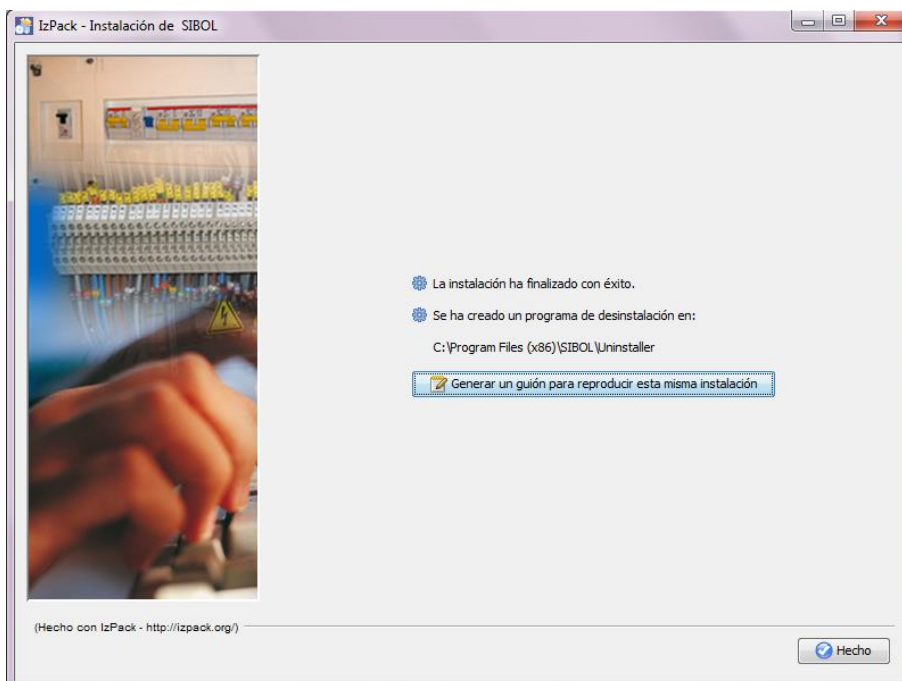 IzPack - Instalación de SIBOL
La instalación ha finalizado con éxito.
Se ha creado un programa de desinstalación en:
C:\Program Files (x86)\SIBOL\Uninstaller
Generar un guión para reproducir esta misma instalación
(Hecho con IzPack - http://izpack.org/)
Hecho